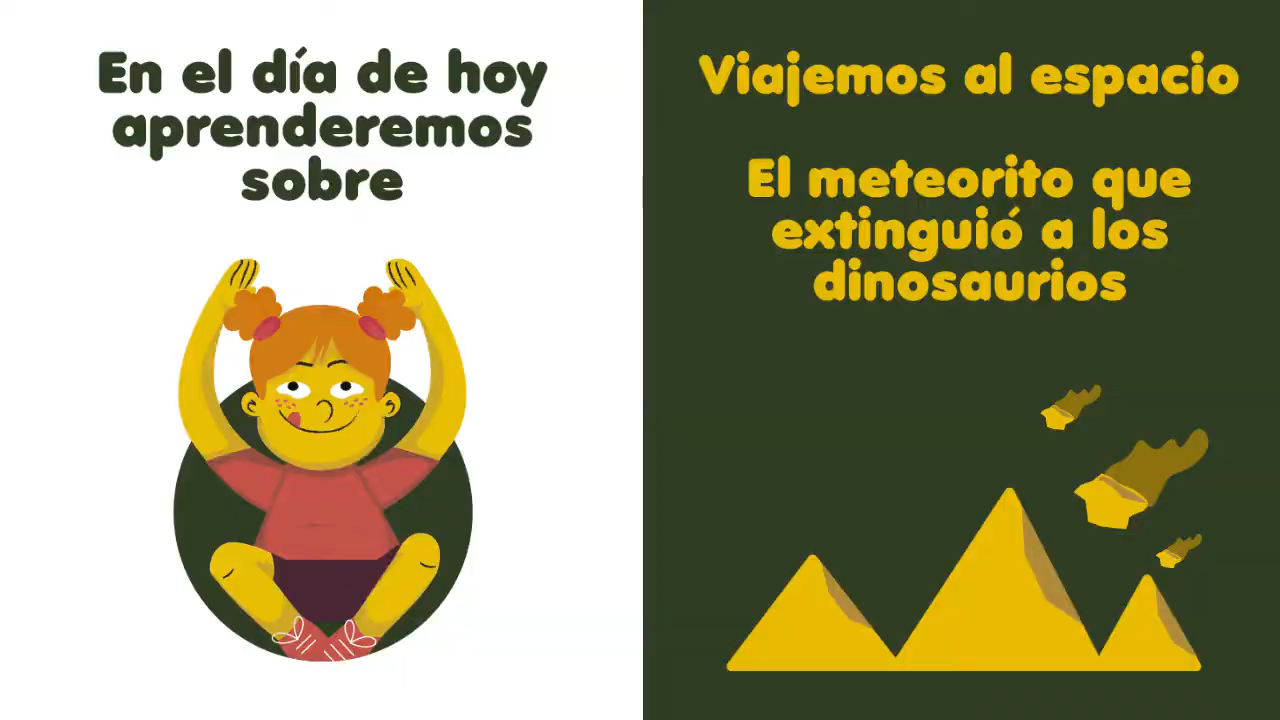 En el día de hoy
aprenderemos
sobre
Viajemos al espacio
El meteorito que
extinguió a los
dinosaurios